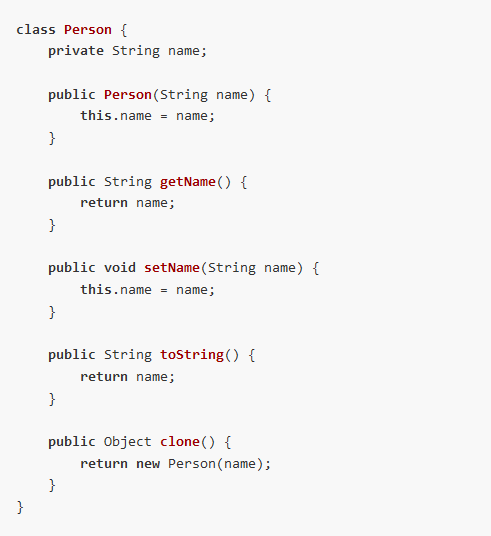 class Person {
    private String name;

    public Person(String name) {
        this.name = name;
    }

    public String getName() {
        return name;
    }

    public void setName(String name) {
        this.name = name;
    }

    public String toString() {
        return name;
    }

    public Object clone() {
        return new Person(name);
    }
}